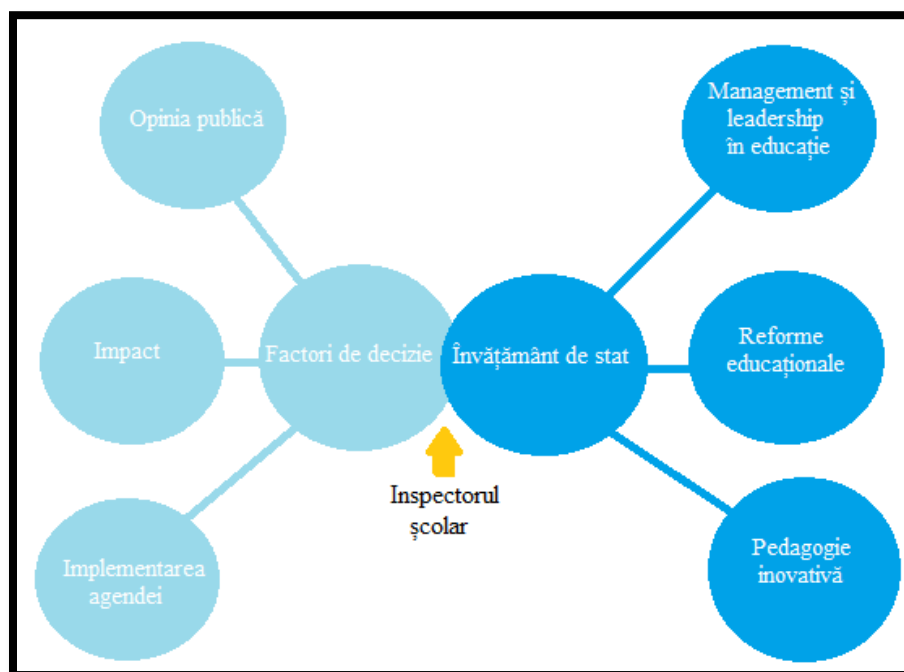 Opinia publică
Management și
leadership
în educație
Impact
Factori de decizie
Învățământ de stat
Reforme
educaționale
Inspectorul
școlar
Implementarea
agendei
Pedagogie
inovativă